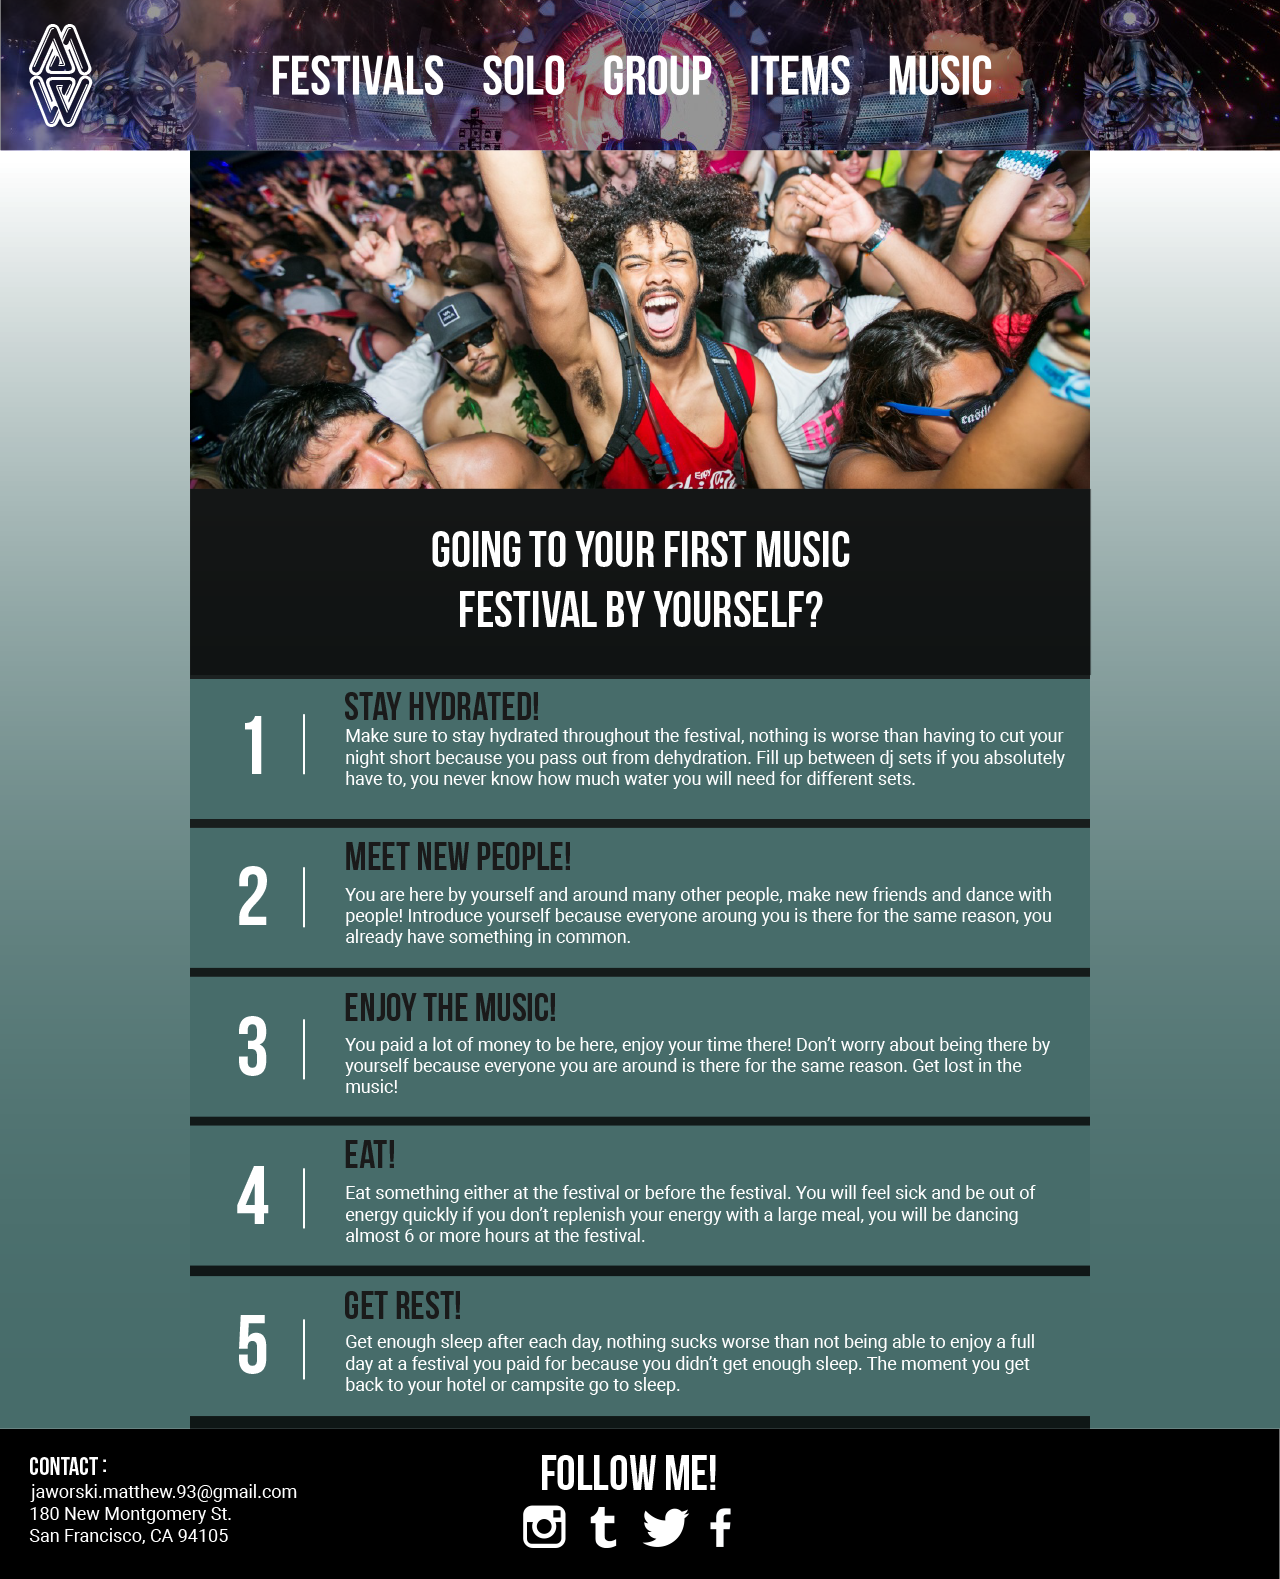 FESTIVALS SOLO GROUP ITEMS MUSIC
GOING TO YOUR FIRST MUSIC
FESTIVAL BY YOURSELF?
1
STAY HYDRATED!
Make sure to stay hydrated throughout the festival, nothing is worse than having to cut your
night short because you pass out from dehydration. Fill up between dj sets if you absolutely
have to, you never know how much water you will need for different sets.
2
MEET NEW PEOPLE!
You are here by yourself and around many other people, make new friends and dance with
people! Introduce yourself because everyone aroung you is there for the same reason, you
already have something in common.
3
ENJOY THE MUSIC!
You paid a lot of money to be here, enjoy your time there! Don’t worry about being there by
yourself because everyone you are around is there for the same reason. Get lost in the
music!
4
EAT!
Eat something either at the festival or before the festival. You will feel sick and be out of
energy quickly if you don’t replenish your energy with a large meal, you will be dancing
almost 6 or more hours at the festival.
5
GET REST!
Get enough sleep after each day, nothing sucks worse than not being able to enjoy a full
day at a festival you paid for because you didn’t get enough sleep. The moment you get
back to your hotel or campsite go to sleep.
CONTACT :
jaworski.matthew.93@gmail.com
180 New Montgomery St.
San Francisco, CA 94105
FOLLOW ME!